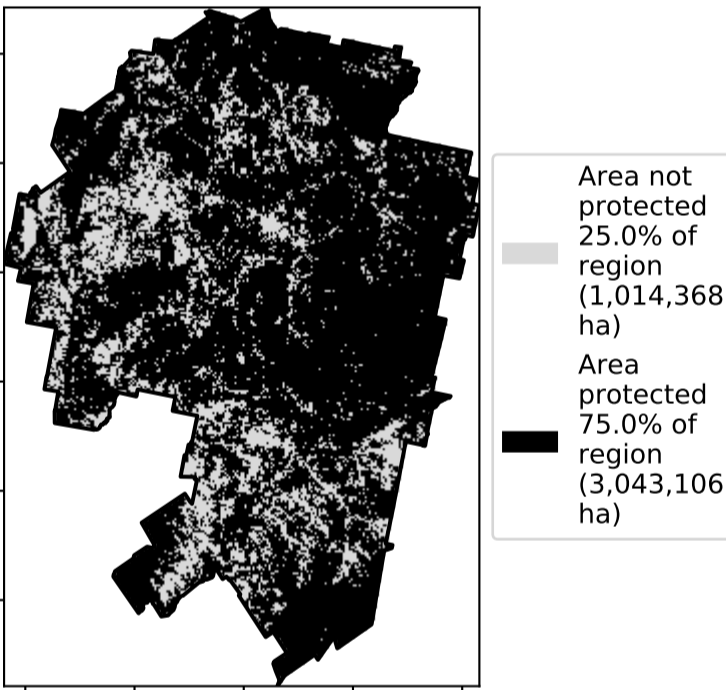 Area not
protected
25.0% of
region
(1,014,368
ha)
Area
protected
75.0% of
region
(3,043,106
ha)